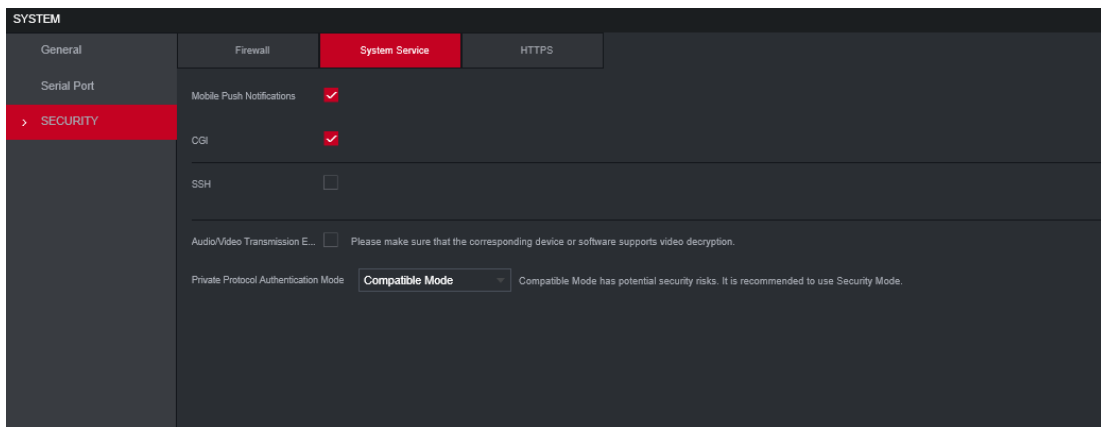 SYSTEM
General
Serial Port
SECURITY
Firewall
System Service
HTTPS
Mobile Push Notifications
CGI
SSH
Audio/Video Transmission E... Please make sure that the corresponding device or software supports video decryption.
Private Protocol Authentication Mode Compatible Mode Compatible Mode has potential security risks. It is recommended to use Security Mode.